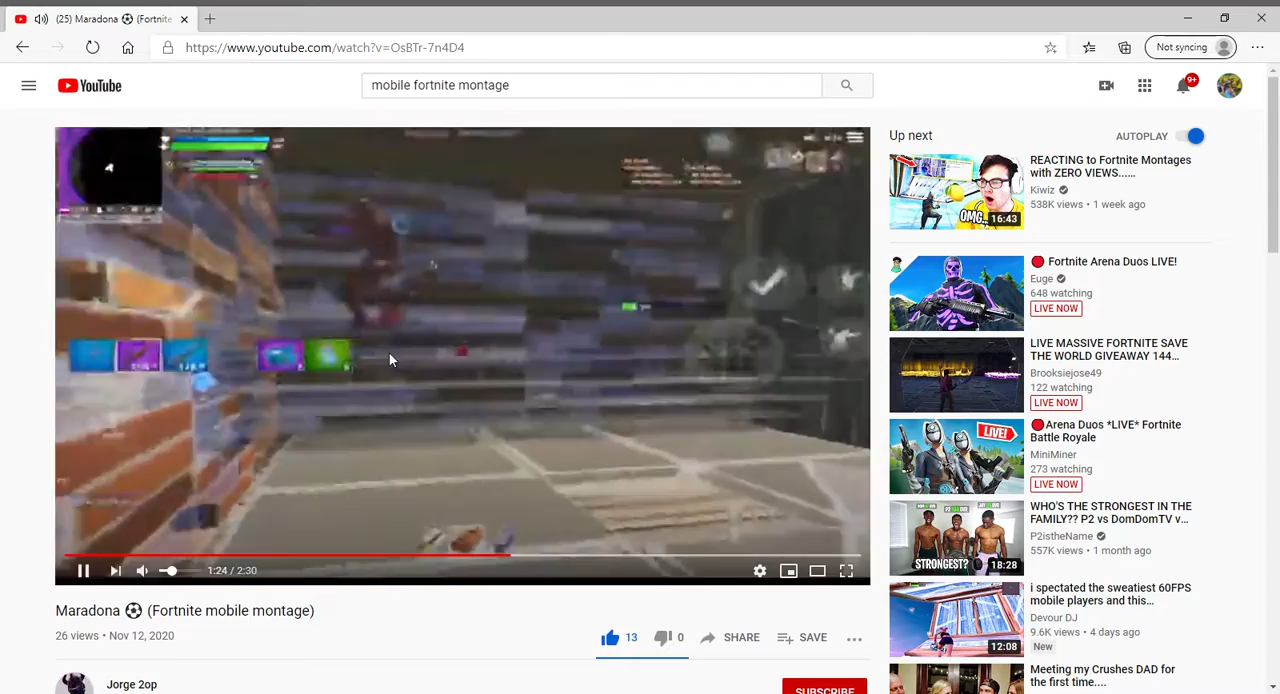 (25) Maradona ⚽ (Fortnite
https://www.youtube.com/watch?v=OsBTr-7n4D4
Not syncing
YouTube
mobile fortnite montage
9+
Up next
AUTOPLAY
REACTING to Fortnite Montages
with ZERO VIEWS......
Kiwiz
538K views • 1 week ago
OMG
16:43
🔴 Fortnite Arena Duos LIVE!
Euge
648 watching
LIVE NOW
LIVE MASSIVE FORTNITE SAVE
THE WORLD GIVEAWAY 144...
Brooksiejose49
122 watching
LIVE NOW
🔴Arena Duos *LIVE* Fortnite
Battle Royale
MiniMiner
273 watching
LIVE NOW
LIVE!
WHO'S THE STRONGEST IN THE
FAMILY?? P2 vs DomDomTV v...
P2istheName
557K views • 1 month ago
STRONGEST?
18:28
i spectated the sweatiest 60FPS
mobile players and this...
Devour DJ
9.6K views • 4 days ago
New
12:08
Meeting my Crushes DAD for
the first time....
1:24 / 2:30
Maradona ⚽ (Fortnite mobile montage)
26 views • Nov 12, 2020
13
0
SHARE
SAVE
Jorge 2op
SUBSCRIBE